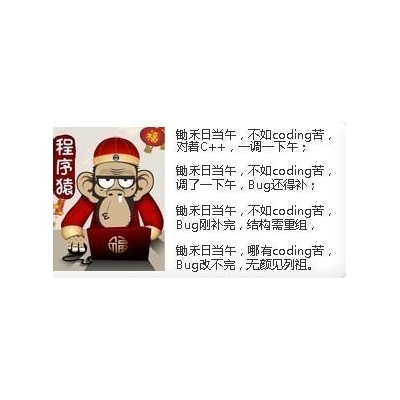 程序猿
福
福
锄禾日当午，不如coding苦，
对着C++，一调一下午；
锄禾日当午，不如coding苦，
调了一下午，Bug还得补；
锄禾日当午，不如coding苦，
Bug刚补完，结构需重组，
锄禾日当午，哪有coding苦，
Bug改不完，无颜见列祖。